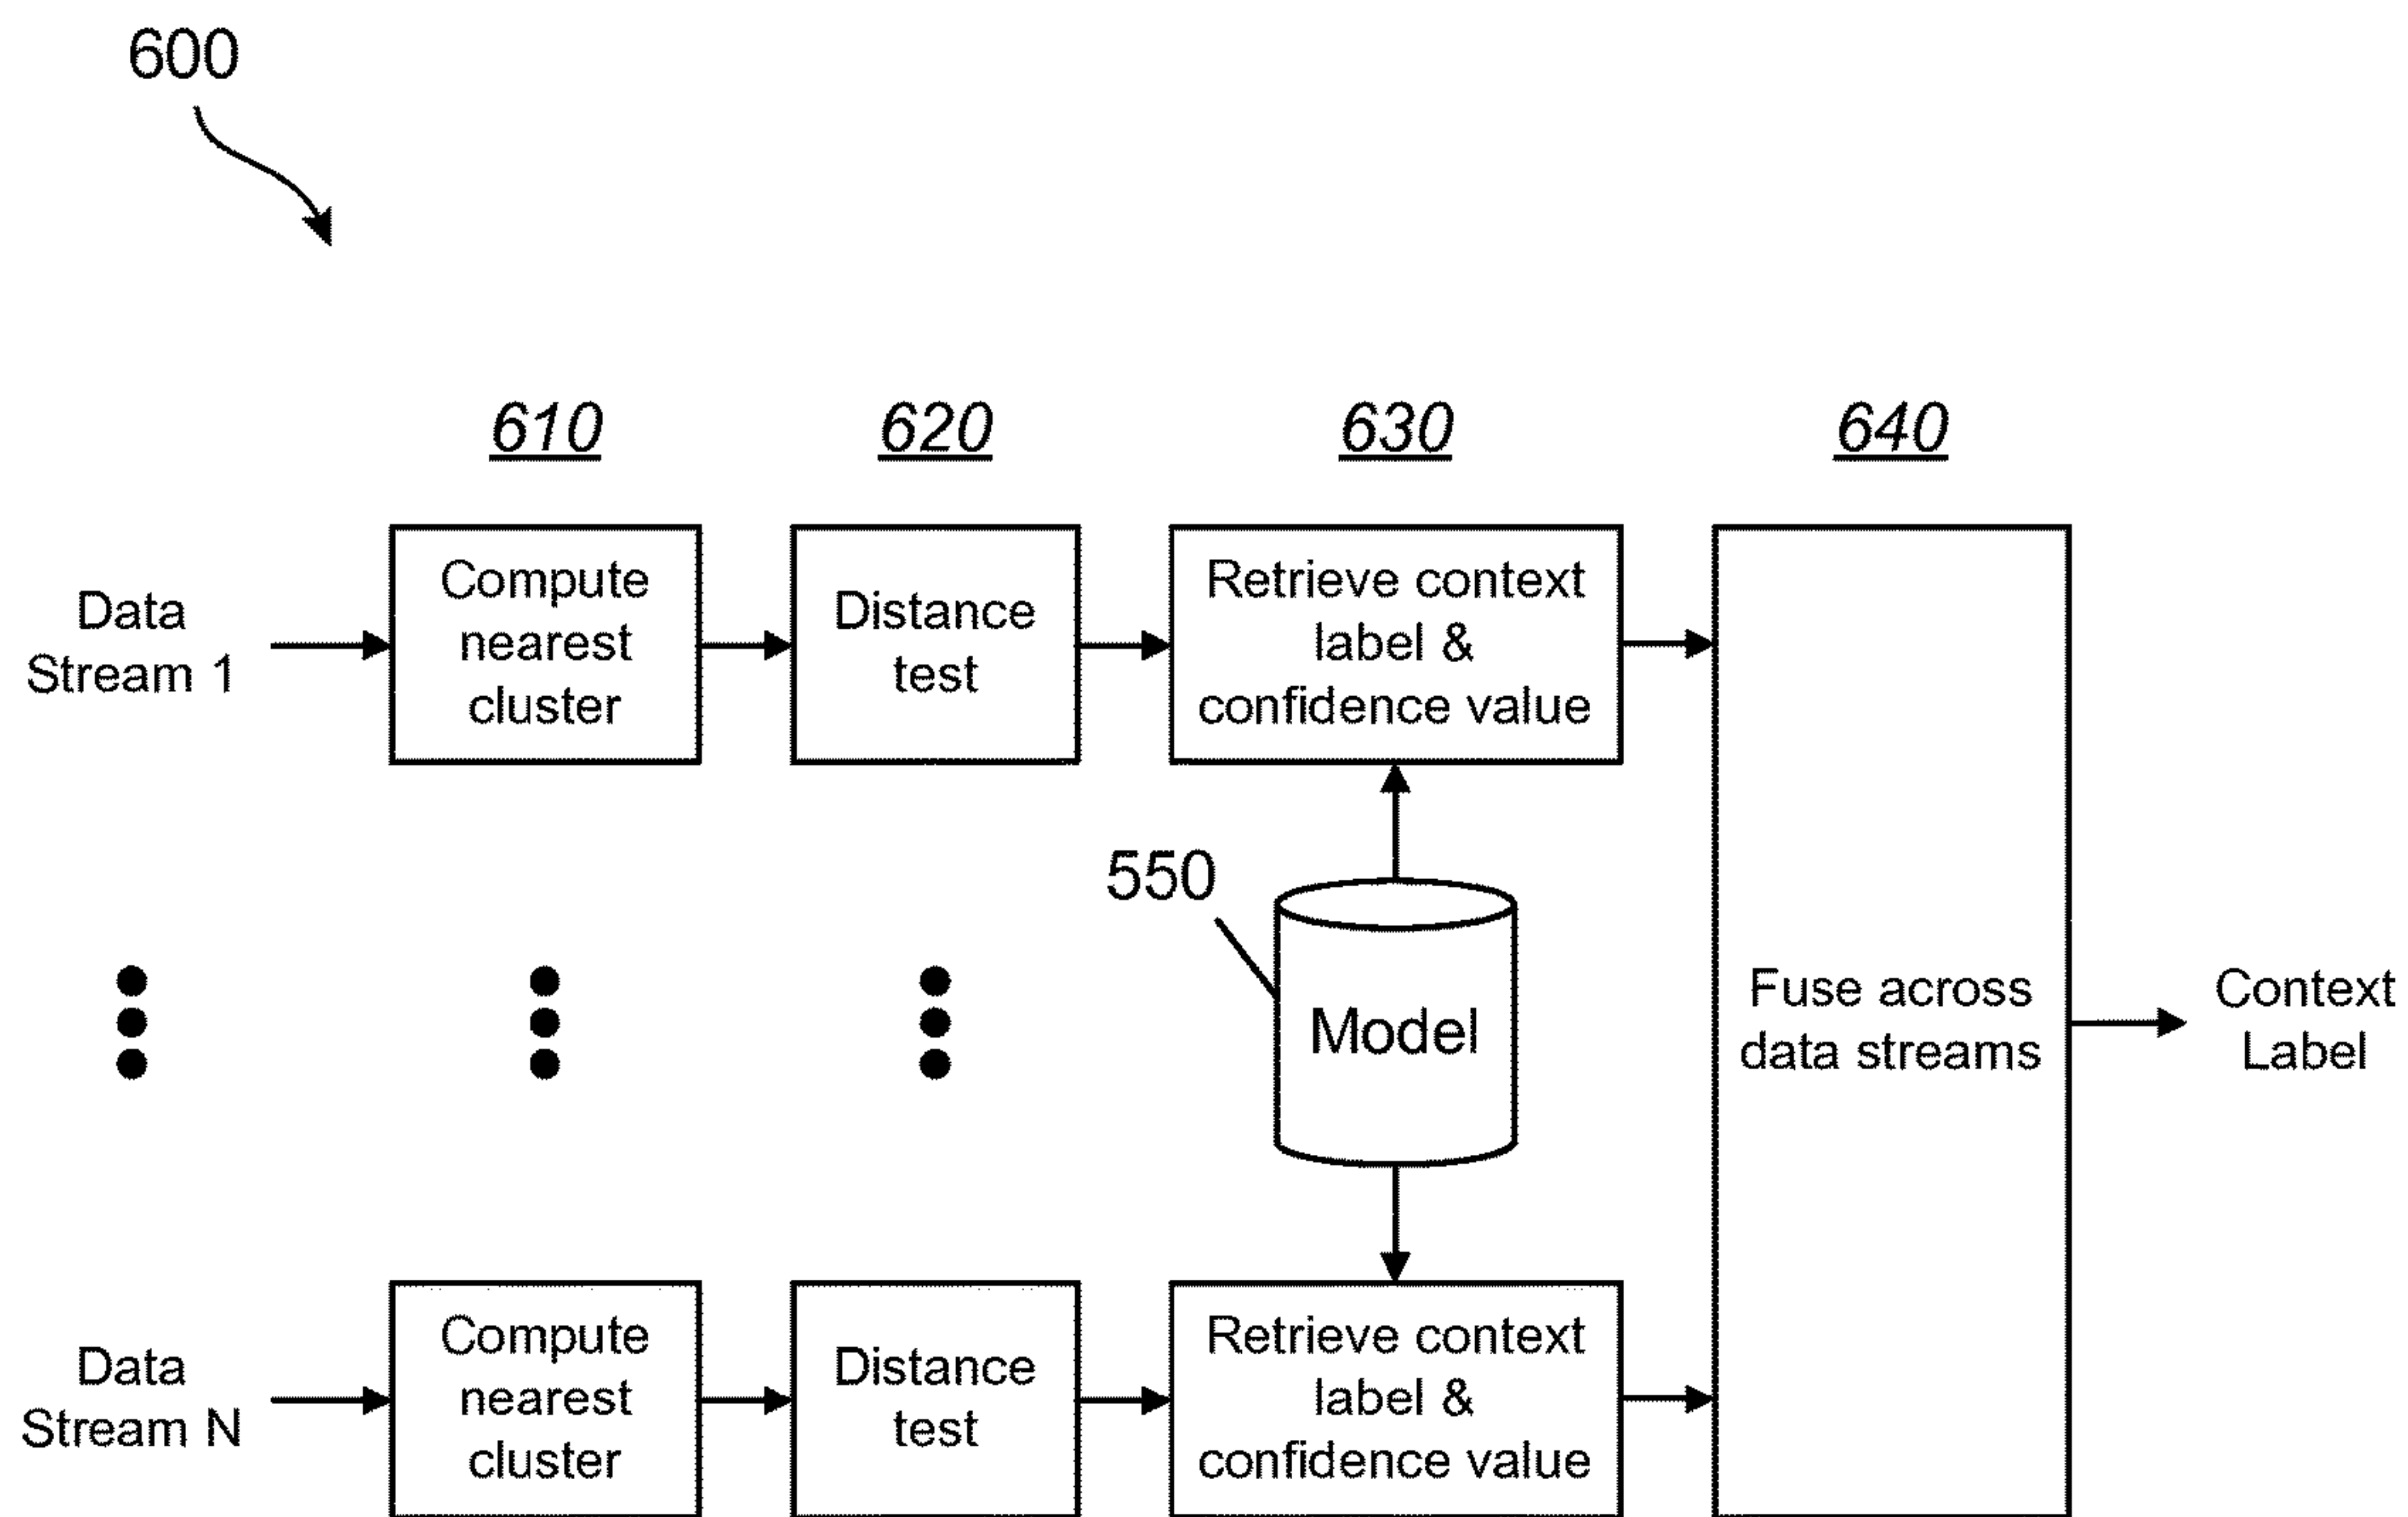 600
610
620
630
640
Data
Stream 1
Compute
nearest
cluster
Distance
test
Retrieve context
label &
confidence value
550
Model
Fuse across
data streams
Context
Label
Data
Stream N
Compute
nearest
cluster
Distance
test
Retrieve context
label &
confidence value